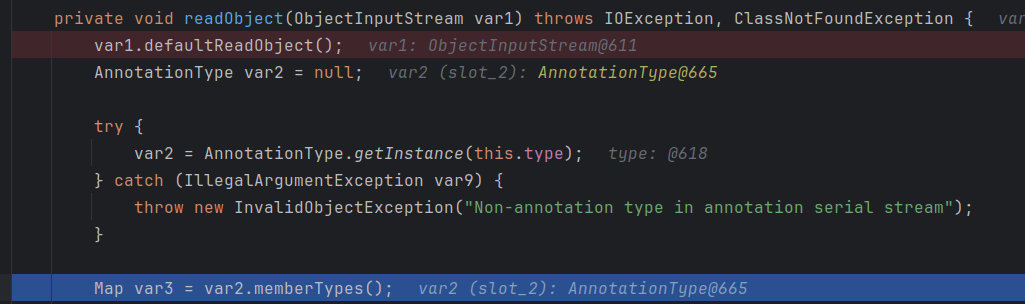 private void readObject(ObjectInputStream var1) throws IOException, ClassNotFoundException {  var
var1.defaultReadObject();  var1: ObjectInputStream@611
AnnotationType var2 = null;  var2 (slot_2): AnnotationType@665
try {
var2 = AnnotationType.getInstance(this.type);  type: @618
} catch (IllegalArgumentException var9) {
throw new InvalidObjectException("Non-annotation type in annotation serial stream");
}
Map var3 = var2.memberTypes();  var2 (slot_2): AnnotationType@665